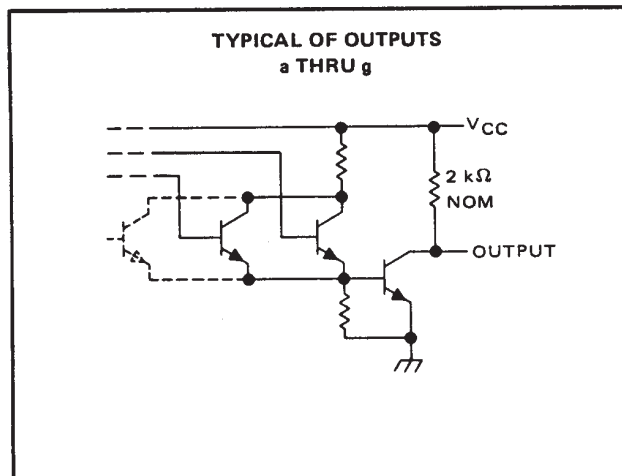 TYPICAL OF OUTPUTS
a THRU g
VCC
2 kΩ
NOM
OUTPUT